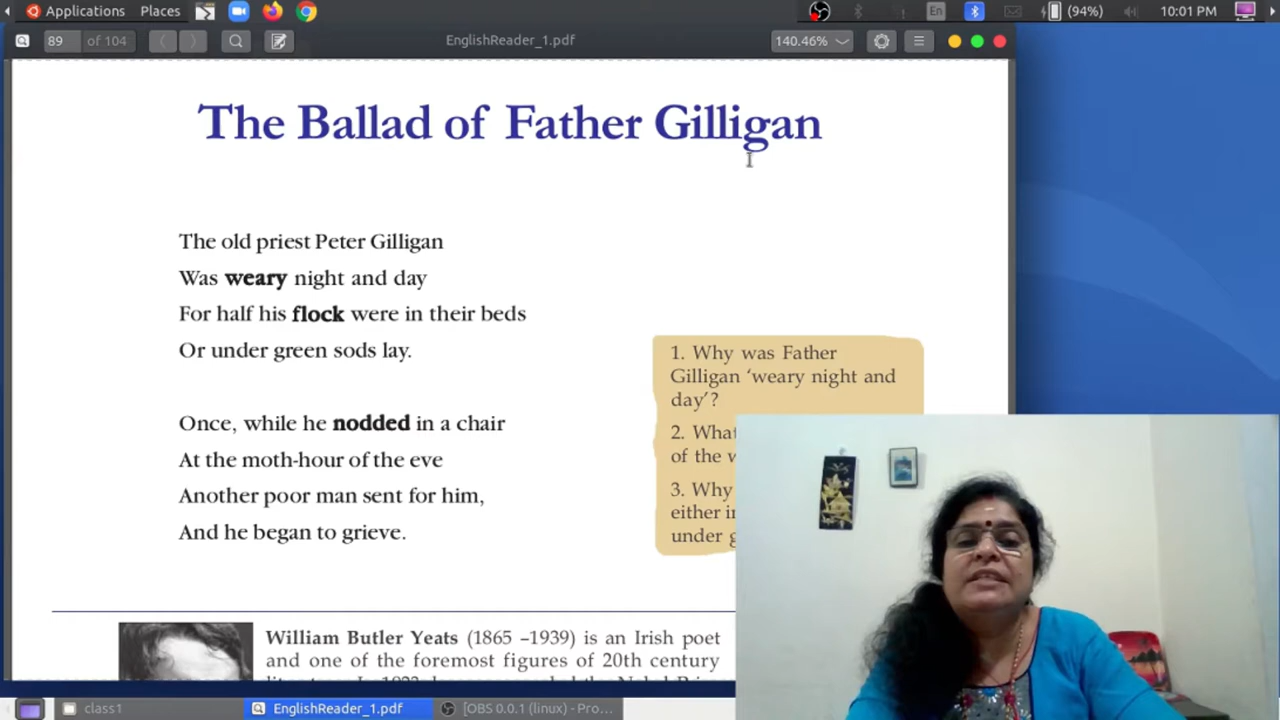 Applications Places En (94%) 10:01 PM
89 of 104 EnglishReader_1.pdf 140.46%
The Ballad of Father Gilligan
The old priest Peter Gilligan
Was weary night and day
For half his flock were in their beds
Or under green sods lay.
Once, while he nodded in a chair
At the moth-hour of the eve
Another poor man sent for him,
And he began to grieve.
1. Why was Father
Gilligan ‘weary night and
day’?
2. What
of the
3. Why
either
under
William Butler Yeats (1865 –1939) is an Irish poet
and one of the foremost figures of 20th century
class1 EnglishReader_1.pdf [OBS 0.0.1 (linux) - Pro...